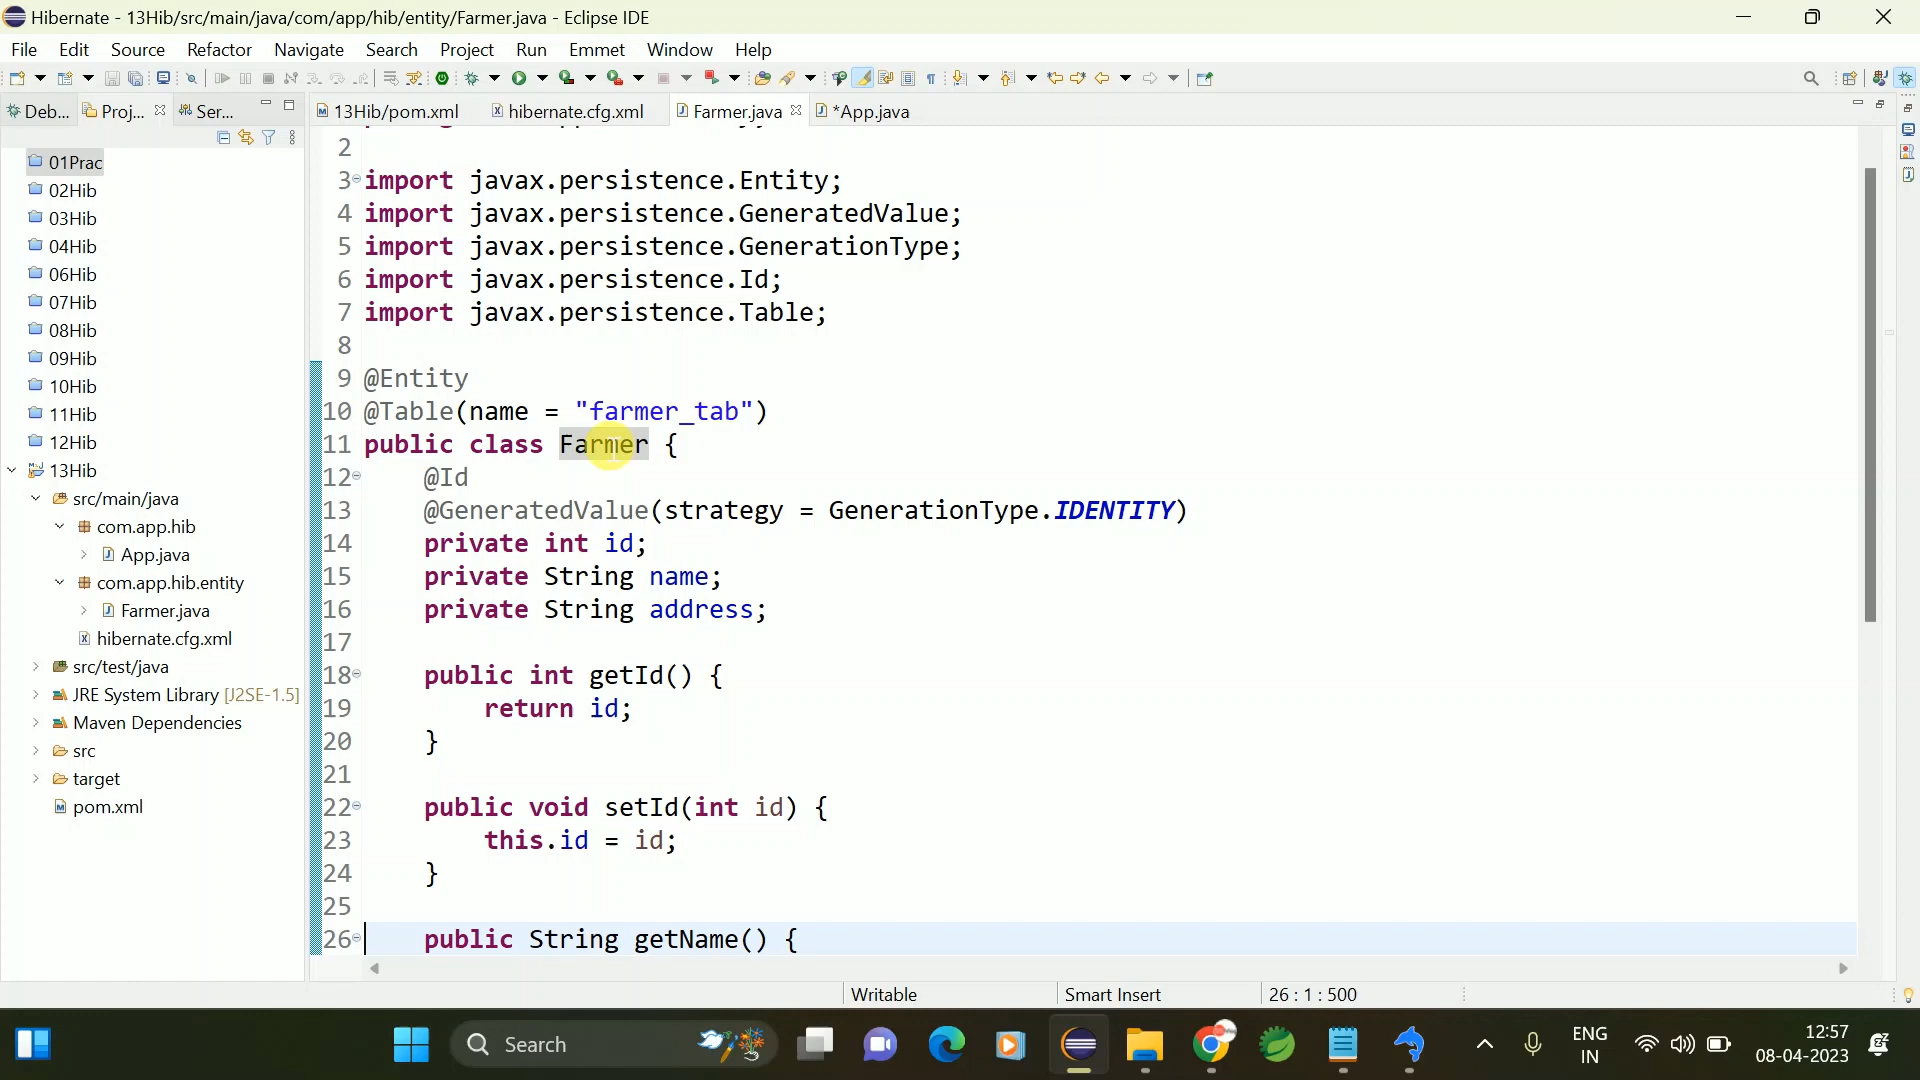 Hibernate - 13Hib/src/main/java/com/app/hib/entity/Farmer.java - Eclipse IDE
File Edit Source Refactor Navigate Search Project Run Emmet Window Help
Deb... Proj... Ser... 13Hib/pom.xml hibernate.cfg.xml Farmer.java *App.java
01Prac
02Hib
03Hib
04Hib
06Hib
07Hib
08Hib
09Hib
10Hib
11Hib
12Hib
13Hib
src/main/java
com.app.hib
App.java
com.app.hib.entity
Farmer.java
hibernate.cfg.xml
src/test/java
JRE System Library [J2SE-1.5]
Maven Dependencies
src
target
pom.xml
2
3 import javax.persistence.Entity;
4 import javax.persistence.GeneratedValue;
5 import javax.persistence.GenerationType;
6 import javax.persistence.Id;
7 import javax.persistence.Table;
8
9 @Entity
10 @Table(name = "farmer_tab")
11 public class Farmer {
12 @Id
13 @GeneratedValue(strategy = GenerationType.IDENTITY)
14 private int id;
15 private String name;
16 private String address;
17
18 public int getId() {
19 return id;
20 }
21
22 public void setId(int id) {
23 this.id = id;
24 }
25
26 public String getName() {
Writable Smart Insert 26 : 1 : 500
Search ENG 12:57
IN 08-04-2023